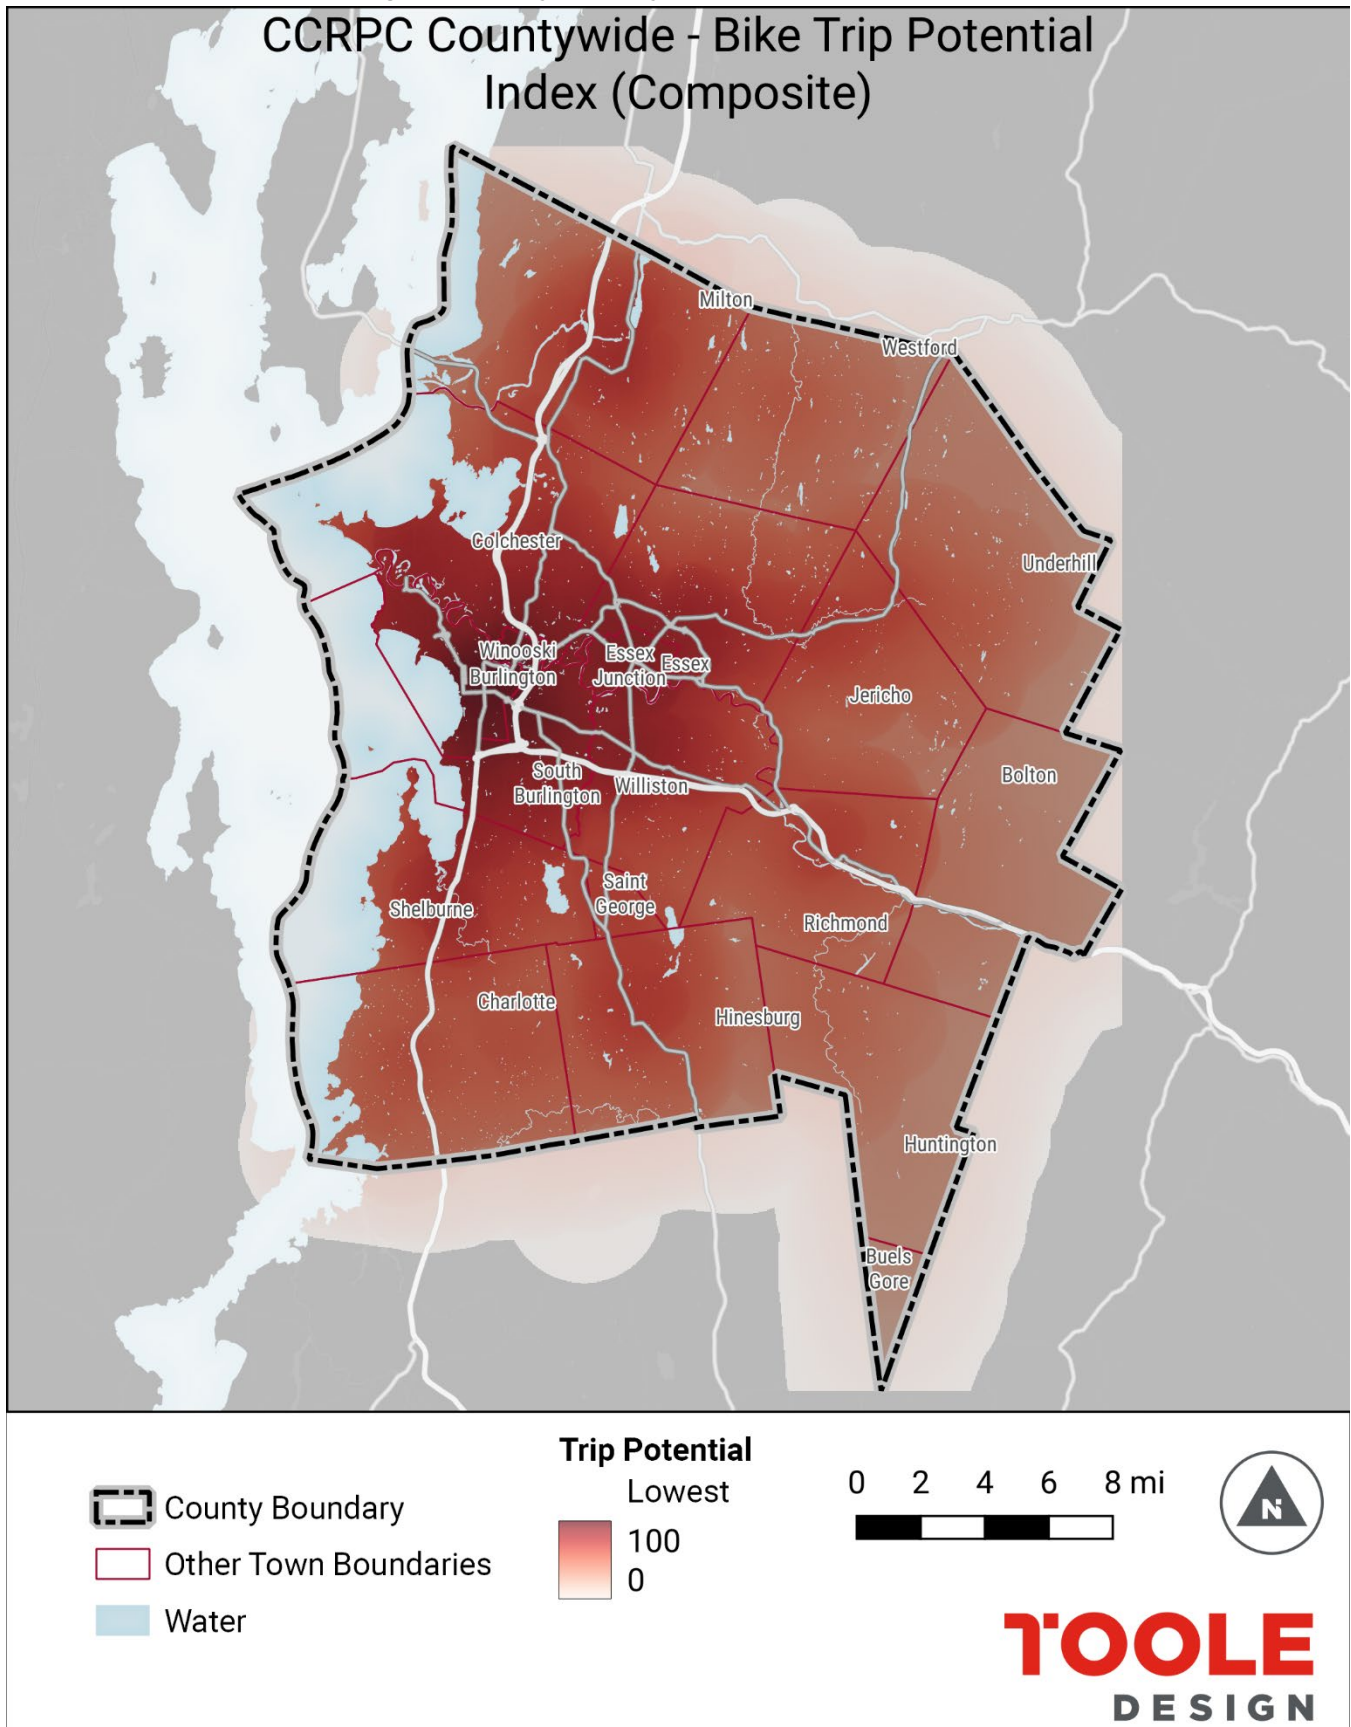 CCRPC Countywide - Bike Trip Potential
Index (Composite)
Milton
Westford
Colchester
Underhill
Winooski
Burlington
Essex
Junction
Essex
Jericho
Bolton
South
Burlington
Williston
Saint
George
Shelburne
Richmond
Charlotte
Hinesburg
Huntington
Buels
Gore
County Boundary
Other Town Boundaries
Water
Trip Potential
Lowest
100
0
0 2 4 6 8 mi
N
TOOLE
DESIGN